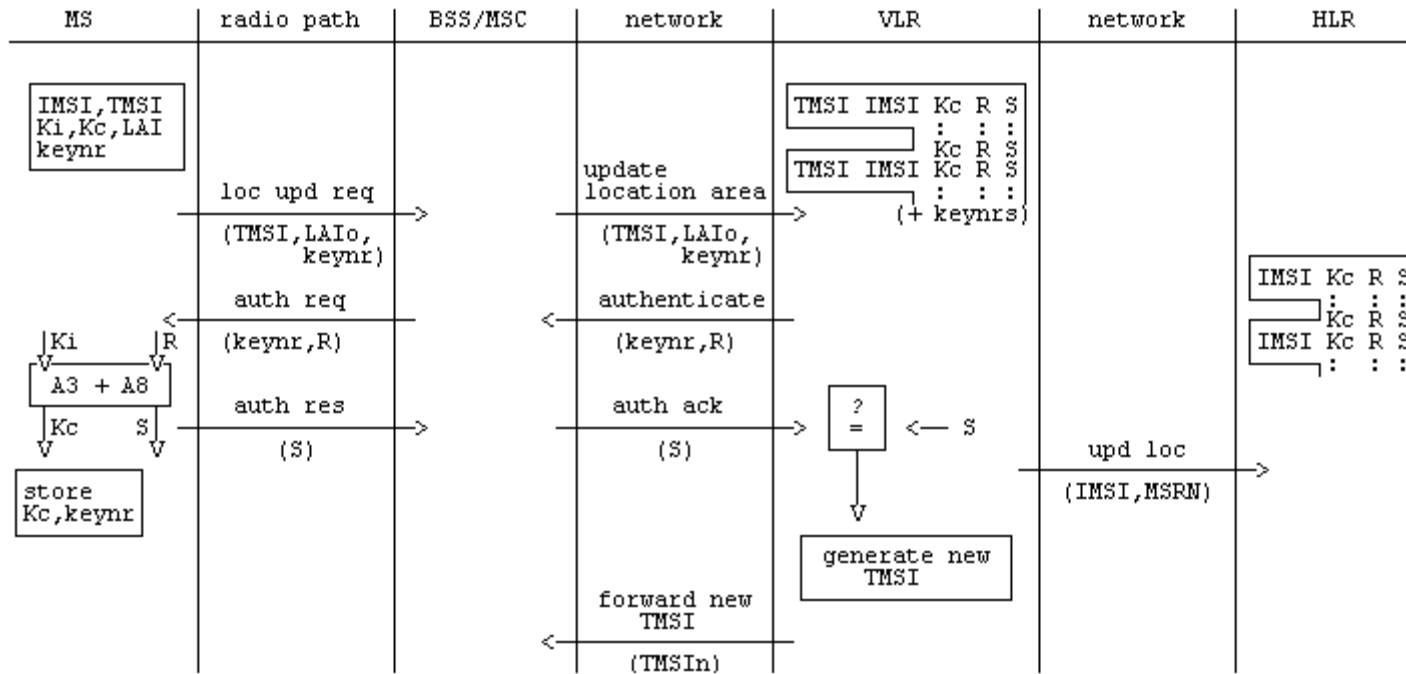 MS radio path BSS/MSC network VLR network HLR
IMSI,TMSI
Ki,Kc,LAI
keynr
TMSI IMSI Kc R S
: : :
Kc R S
TMSI IMSI Kc R S
: : :
(+ keynrs)
loc upd req
(TMSI,LAIo,
keynr)
update
location area
(TMSI,LAIo,
keynr)
IMSI Kc R S
: : :
Kc R S
IMSI Kc R S
: : :
auth req
(keynr,R)
authenticate
(keynr,R)
Ki R
A3 + A8
Kc S
store
Kc,keynr
auth res
(S)
auth ack
(S)
?
=
S
upd loc
(IMSI,MSRN)
generate new
TMSI
forward new
TMSI
(TMSIn)